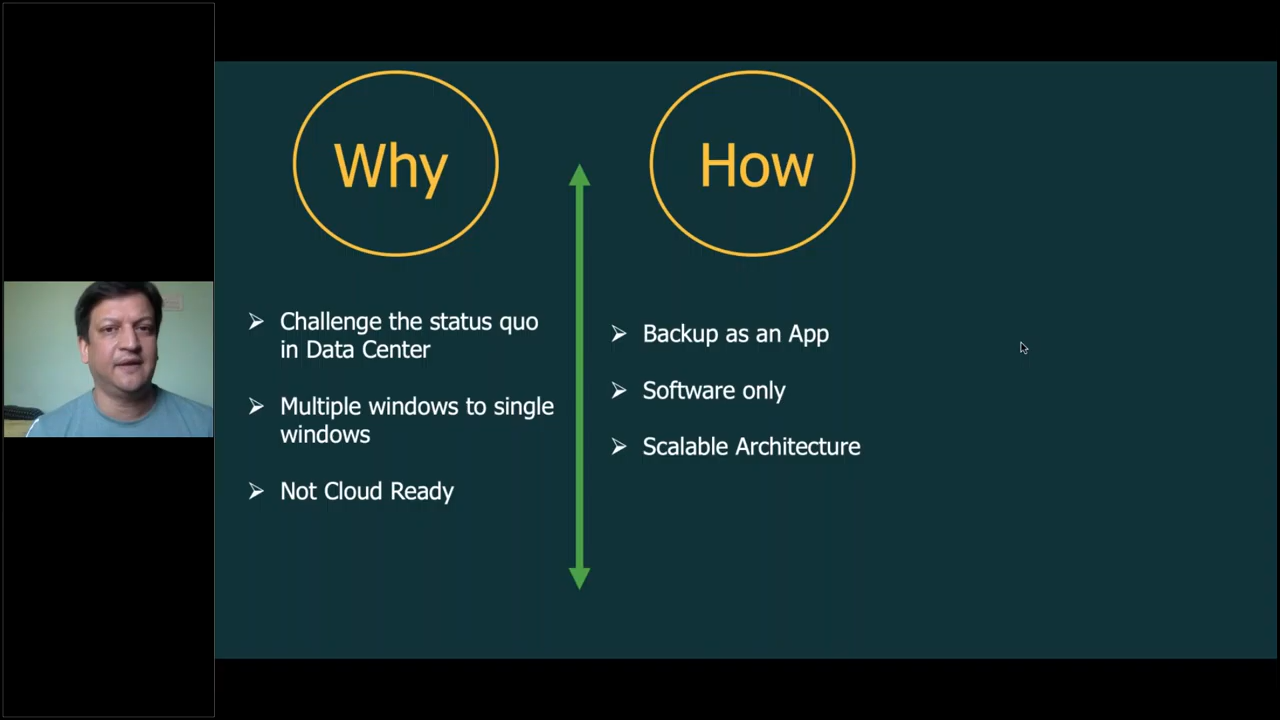 Why
Challenge the status quo
in Data Center
Multiple windows to single
windows
Not Cloud Ready
How
Backup as an App
Software only
Scalable Architecture